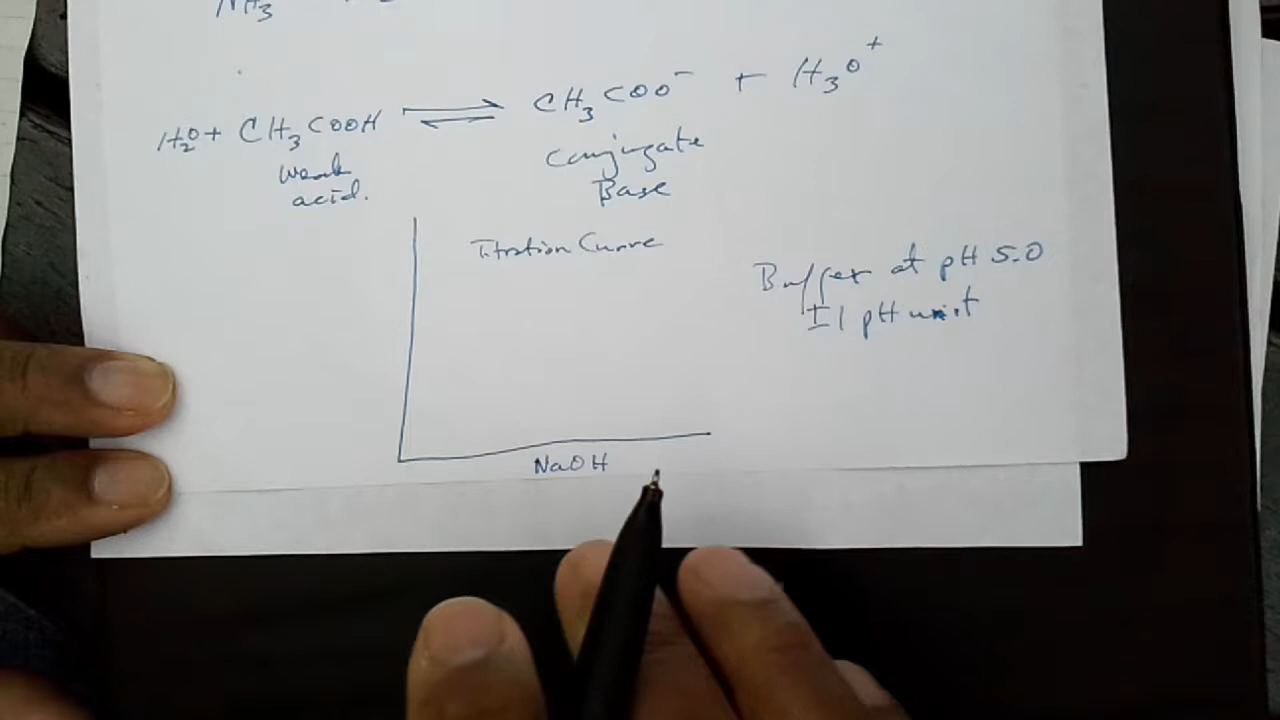 NH3
H2O + CH3COOH ⇌ CH3COO⁻ + H3O⁺
weak
acid.
Conjugate
Base
Titration Curve
Buffer at pH 5.0
±1 pH unit
NaOH